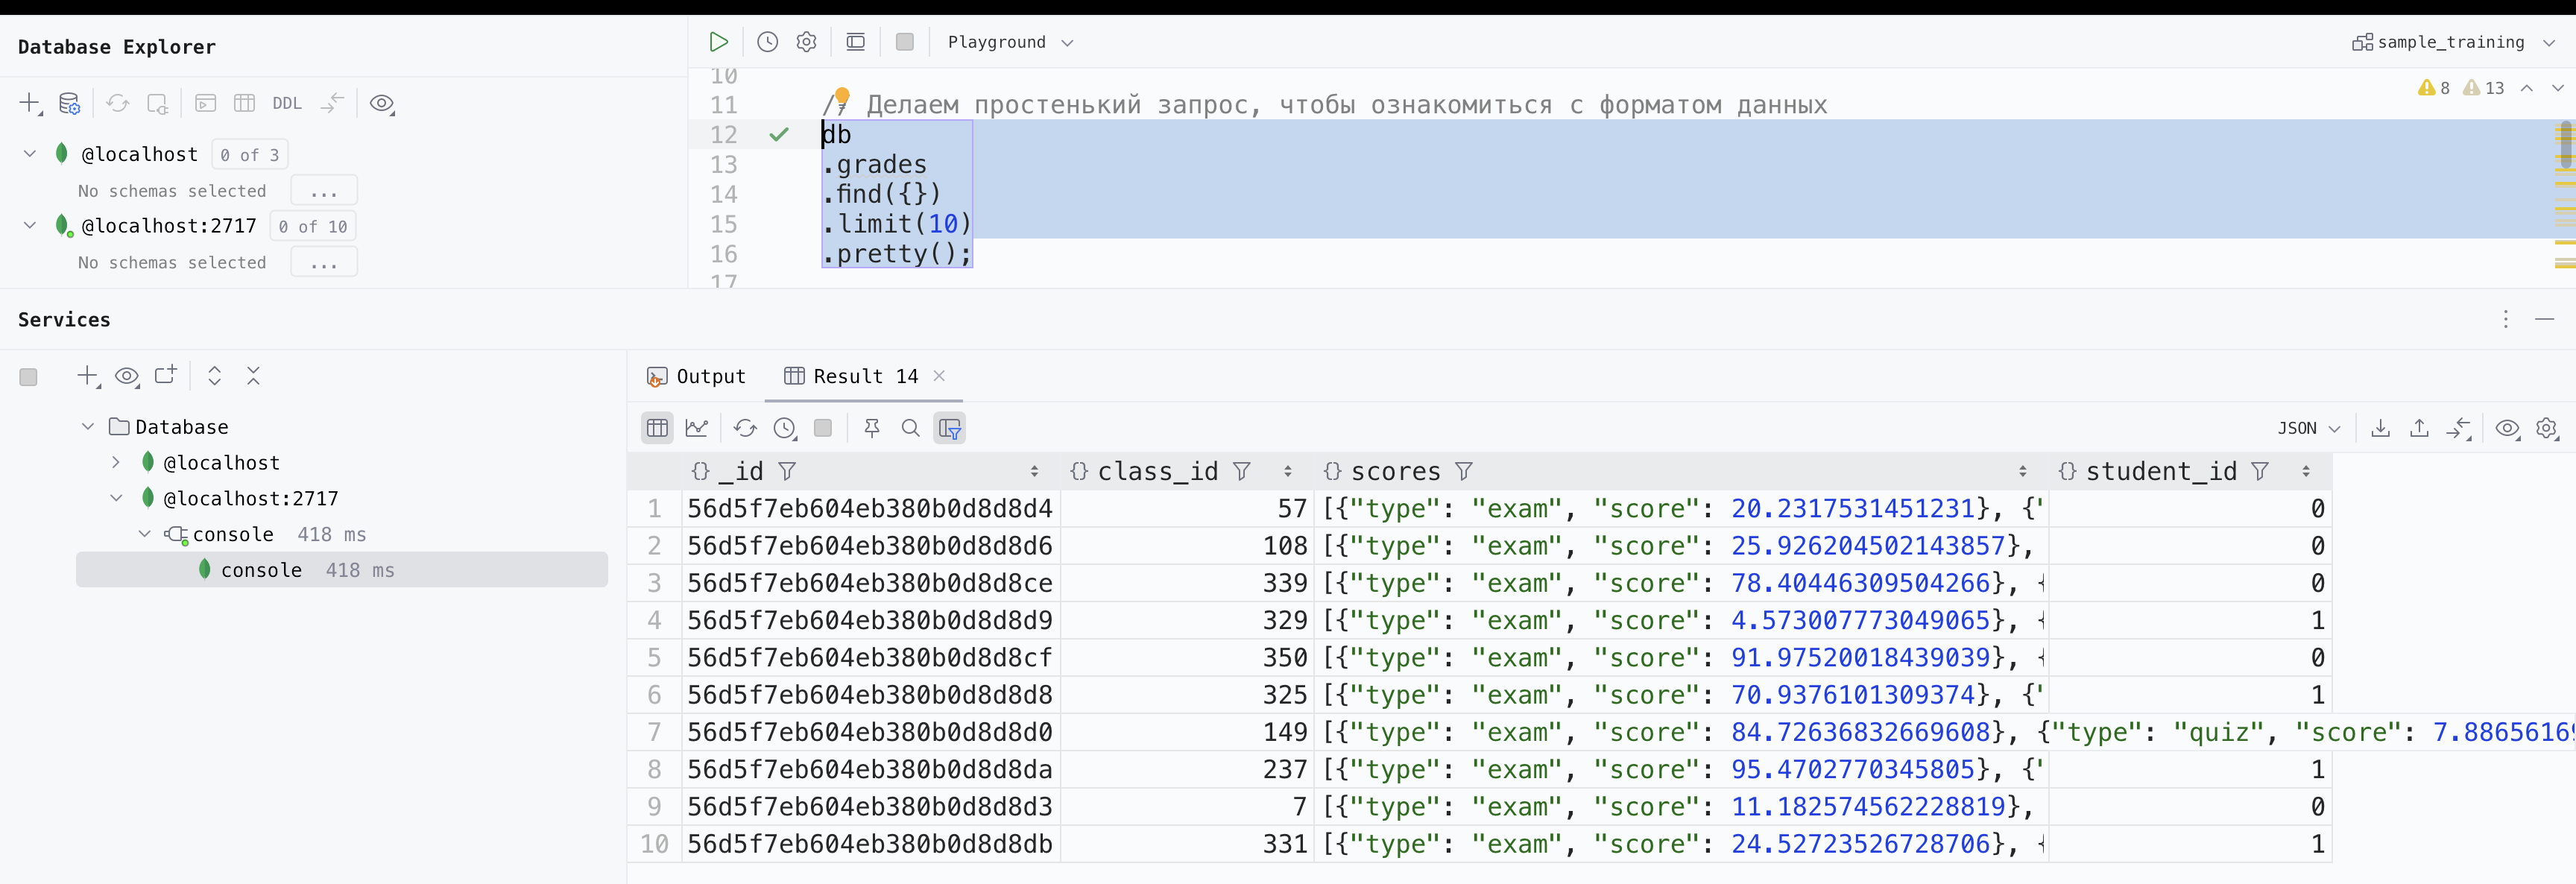 Database Explorer
Playground
sample_training
DDL
@localhost 0 of 3
No schemas selected ...
@localhost:2717 0 of 10
No schemas selected ...
8 13
10
11 // Делаем простенький запрос, чтобы ознакомиться с форматом данных
12 db
13 .grades
14 .find({})
15 .limit(10)
16 .pretty();
17
Services
Database
@localhost
@localhost:2717
console 418 ms
console 418 ms
Output Result 14
JSON
{} _id {} class_id {} scores {} student_id
1 56d5f7eb604eb380b0d8d8d4 57 [{"type": "exam", "score": 20.2317531451231}, {" 0
2 56d5f7eb604eb380b0d8d8d6 108 [{"type": "exam", "score": 25.926204502143857}, 0
3 56d5f7eb604eb380b0d8d8ce 339 [{"type": "exam", "score": 78.40446309504266}, { 0
4 56d5f7eb604eb380b0d8d8d9 329 [{"type": "exam", "score": 4.573007773049065}, { 1
5 56d5f7eb604eb380b0d8d8cf 350 [{"type": "exam", "score": 91.97520018439039}, { 0
6 56d5f7eb604eb380b0d8d8d8 325 [{"type": "exam", "score": 70.9376101309374}, {" 1
7 56d5f7eb604eb380b0d8d8d0 149 [{"type": "exam", "score": 84.72636832669608}, {"type": "quiz", "score": 7.8865616
8 56d5f7eb604eb380b0d8d8da 237 [{"type": "exam", "score": 95.4702770345805}, {" 1
9 56d5f7eb604eb380b0d8d8d3 7 [{"type": "exam", "score": 11.182574562228819}, 0
10 56d5f7eb604eb380b0d8d8db 331 [{"type": "exam", "score": 24.52723526728706}, { 1